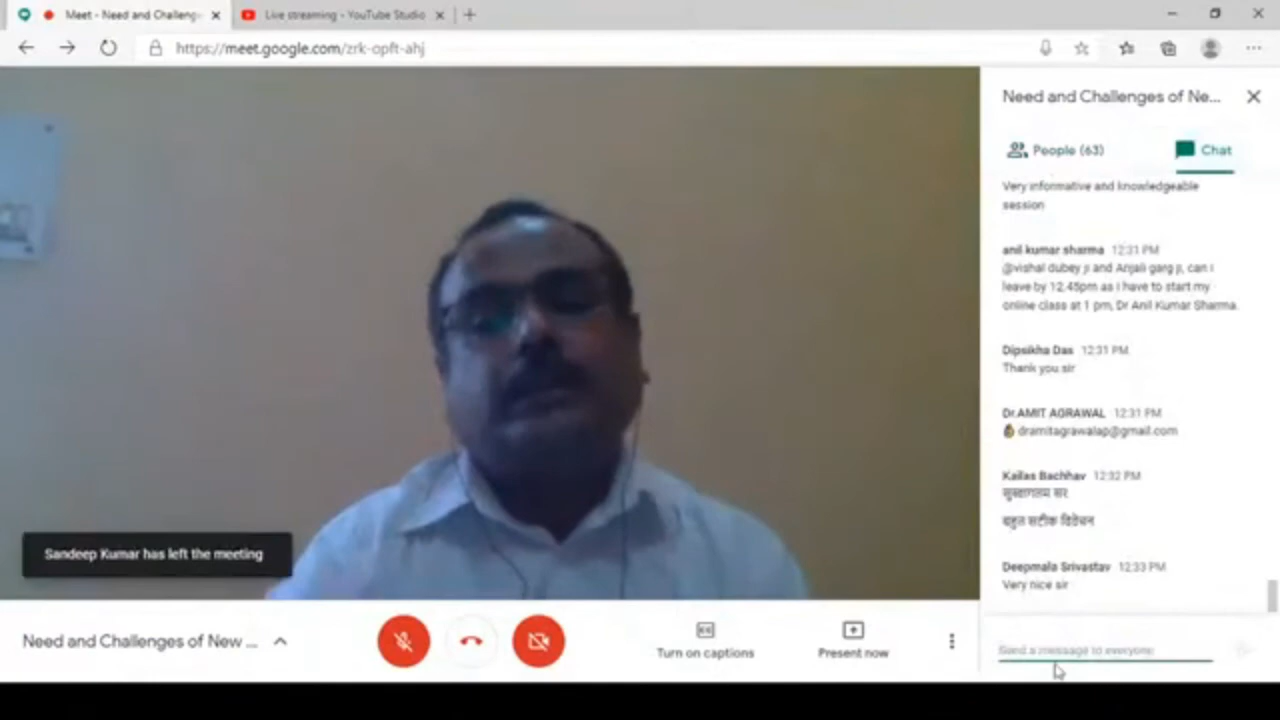 Meet - Need and Challeng
Live streaming - YouTube Studio
https://meet.google.com/zrk-opft-ahj
Need and Challenges of Ne...
People (63)
Chat
Very informative and knowledgeable
session
anil kumar sharma 12:31 PM
@vishal dubey ji and Anjali garg ji, can i
leave by 12.45pm as i have to start my
online class at 1 pm, Dr Anil Kumar Sharma.
Dipsikha Das 12:31 PM
Thank you sir
Dr.AMIT AGRAWAL 12:31 PM
dramitagrawalap@gmail.com
Kailas Bachhav 12:32 PM
सुस्वागतम सर
बहुत सटीक विवेचन
Deepmala Srivastav 12:33 PM
Very nice sir
Sandeep Kumar has left the meeting
Need and Challenges of New ...
Turn on captions
Present now
Send a message to everyone